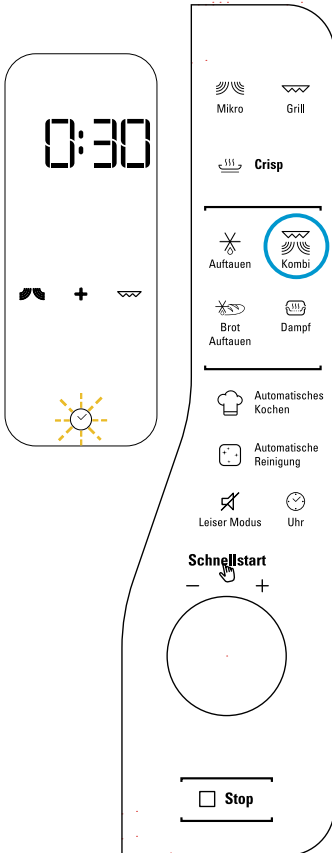 0:30
+
Mikro
Grill
Crisp
Auftauen
Kombi
Brot
Auftauen
Dampf
Automatisches
Kochen
Automatische
Reinigung
Leiser Modus
Uhr
Schnellstart
− +
Stop